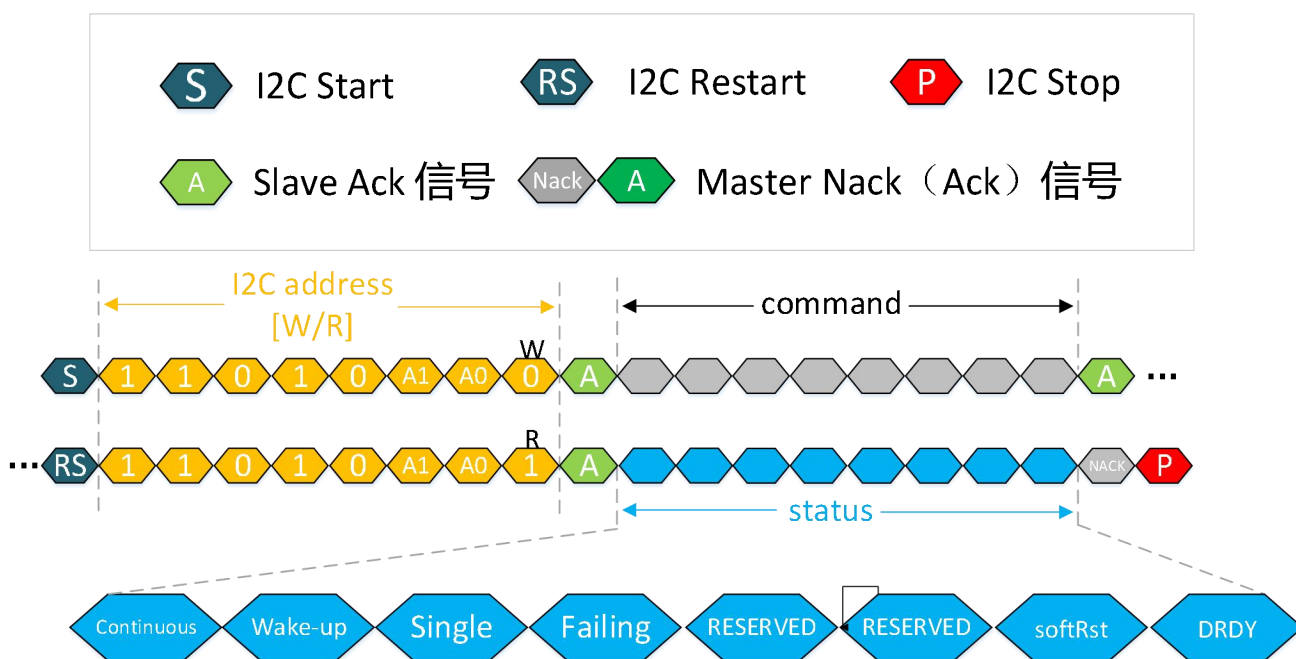 S I2C Start RS I2C Restart P I2C Stop
A Slave Ack 信号 Nack A Master Nack（Ack）信号
I2C address
[W/R]
command
W
S 1 1 0 1 0 A1 A0 0 A A ...
R
... RS 1 1 0 1 0 A1 A0 1 A NACK P
status
Continuous Wake-up Single Failing RESERVED RESERVED softRst DRDY